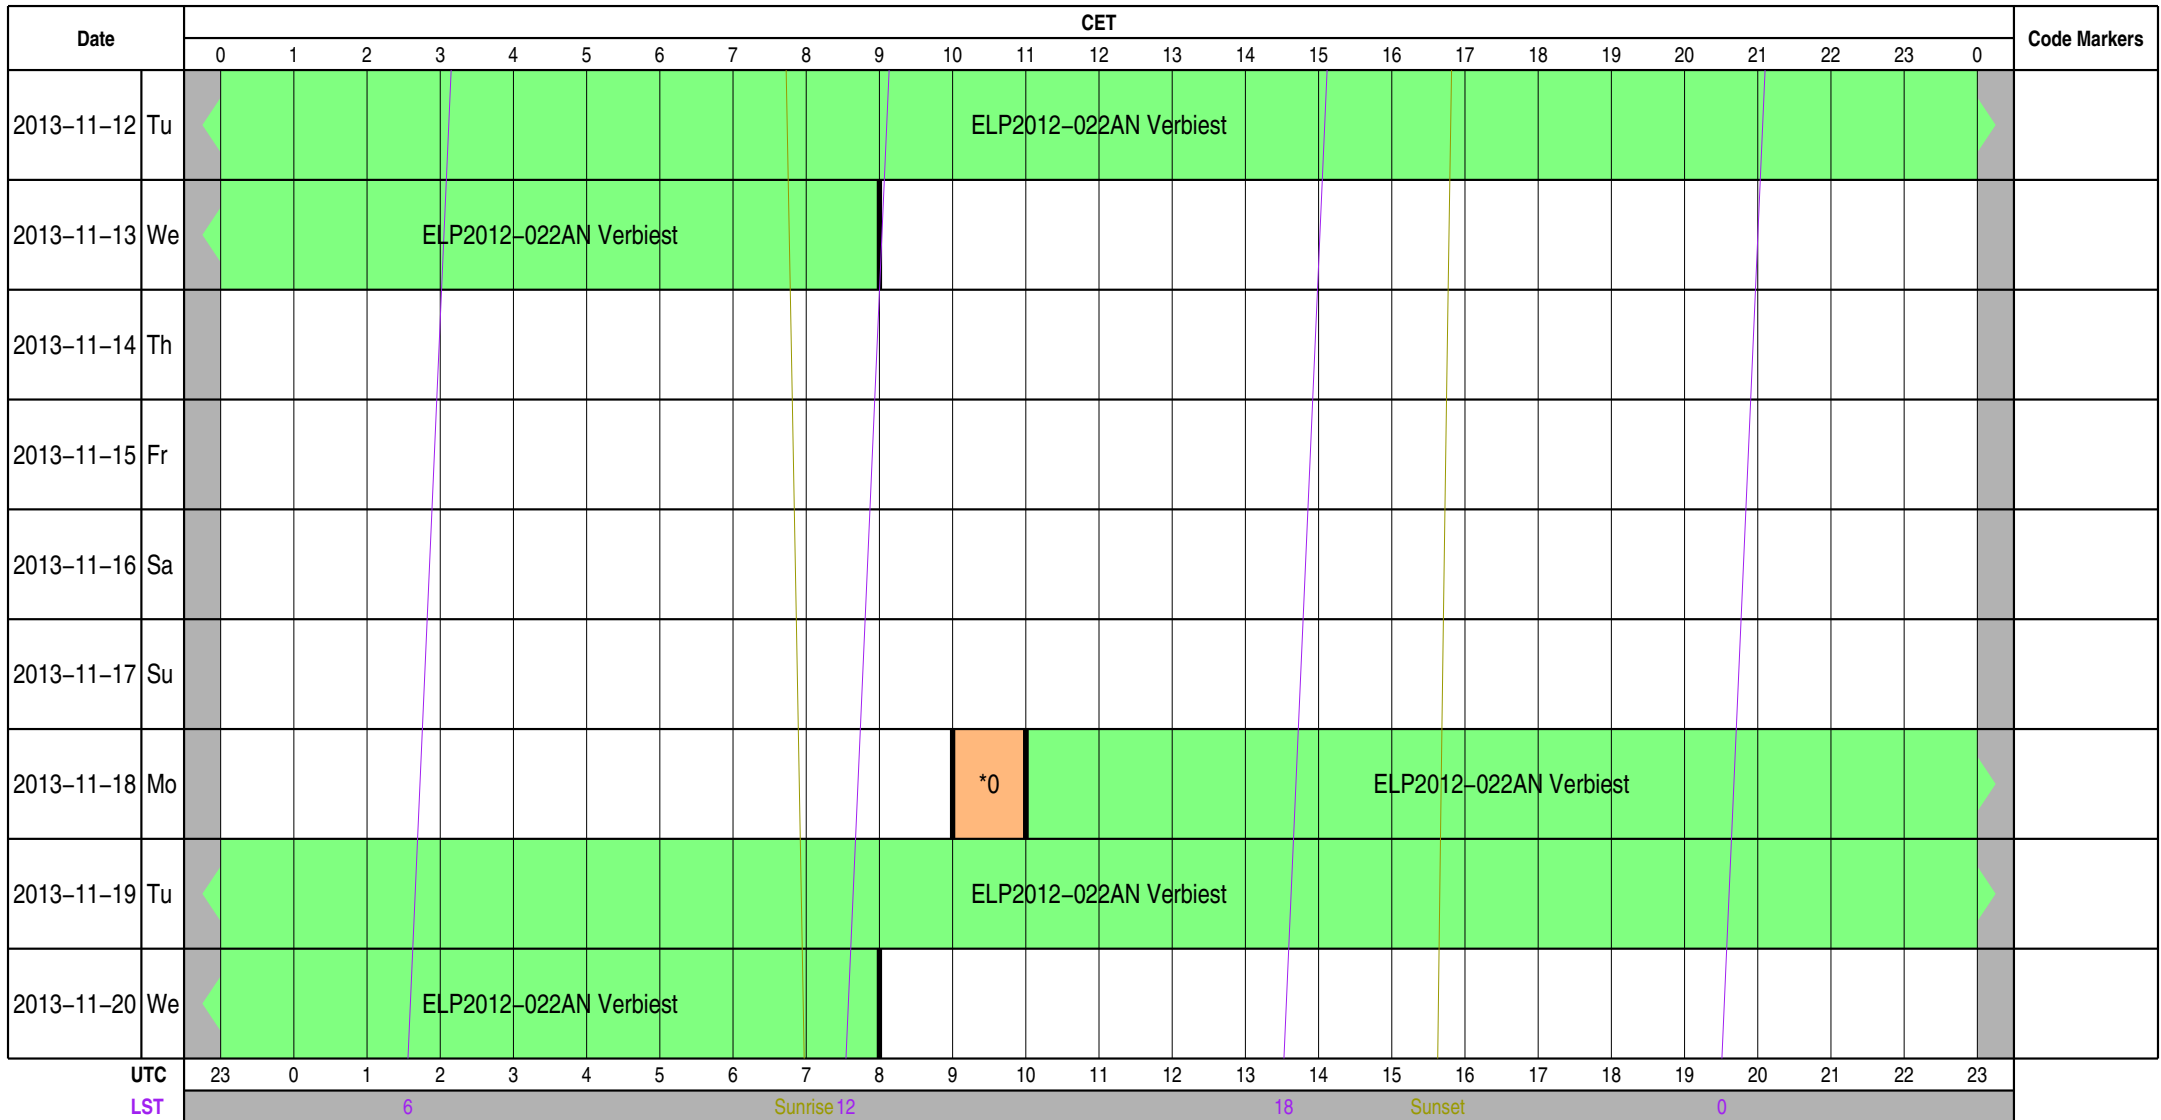 Date CET Code Markers
0 1 2 3 4 5 6 7 8 9 10 11 12 13 14 15 16 17 18 19 20 21 22 23 0
2013-11-12 Tu ELP2012-022AN Verbiest
2013-11-13 We ELP2012-022AN Verbiest
2013-11-14 Th
2013-11-15 Fr
2013-11-16 Sa
2013-11-17 Su
2013-11-18 Mo *0 ELP2012-022AN Verbiest
2013-11-19 Tu ELP2012-022AN Verbiest
2013-11-20 We ELP2012-022AN Verbiest
UTC 23 0 1 2 3 4 5 6 7 8 9 10 11 12 13 14 15 16 17 18 19 20 21 22 23
LST 6 Sunrise 12 18 Sunset 0